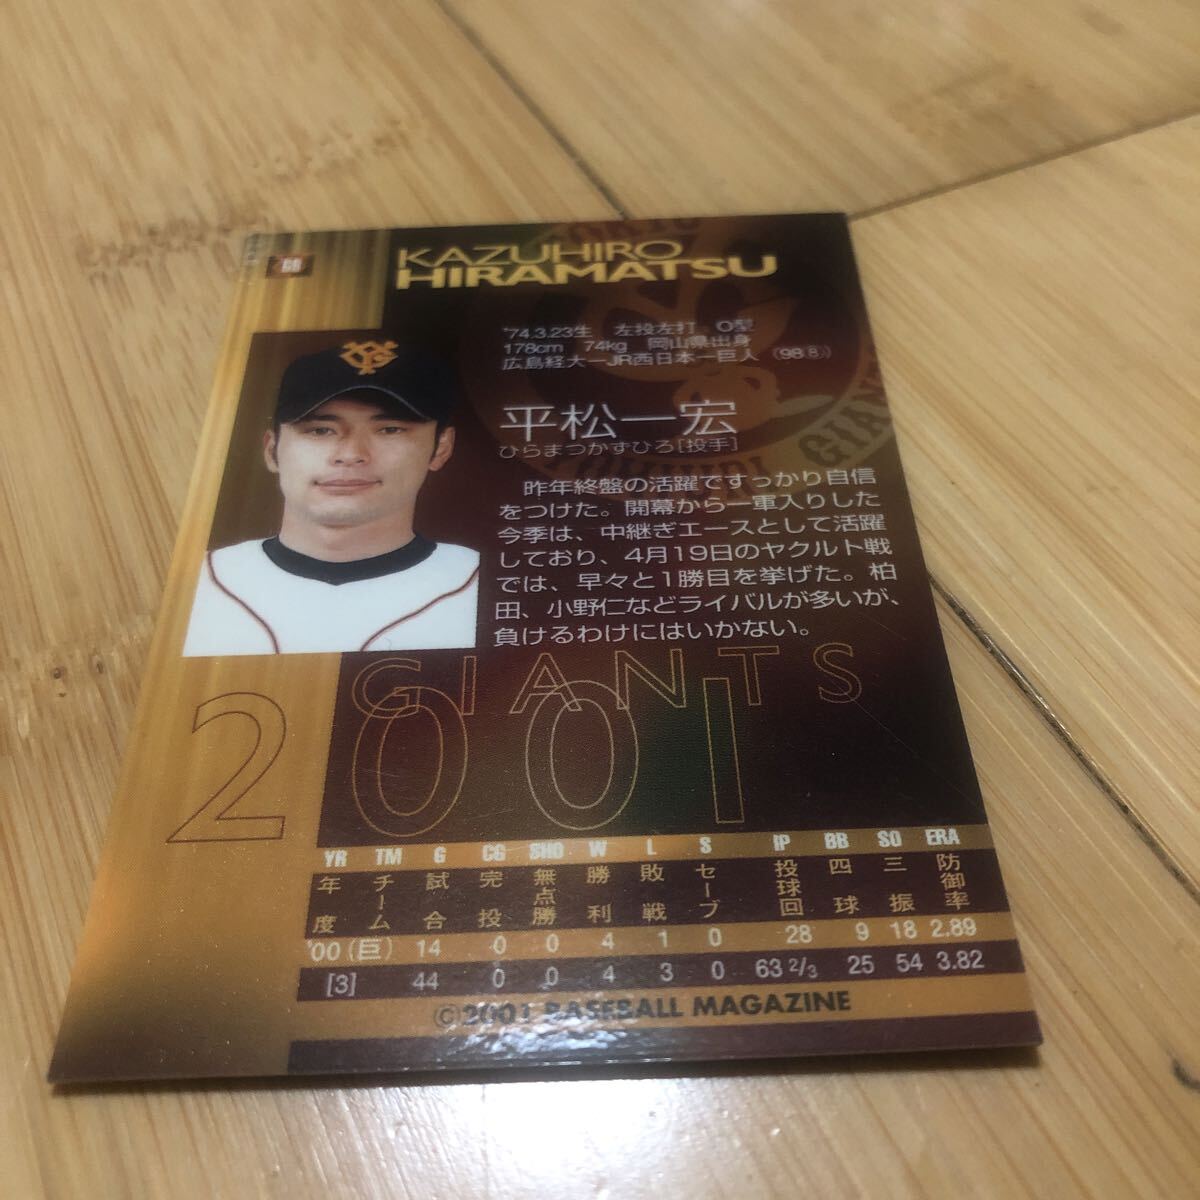 G8
KAZUHIRO
HIRAMATSU
'74.3.23生 左投左打 O型
178cm 74kg 岡山県出身
広島経大ーJR西日本ー巨人 (98⑧)
平松一宏
ひらまつかずひろ[投手]
昨年終盤の活躍ですっかり自信
をつけた。開幕から一軍入りした
今季は、中継ぎエースとして活躍
しており、4月19日のヤクルト戦
では、早々と1勝目を挙げた。柏
田、小野仁などライバルが多いが、
負けるわけにはいかない。
GIANTS
2001
YR TM G CG SHO W L S IP BB SO ERA
年度 チーム 試合 完投 無点勝 勝利 敗戦 セーブ 投球回 四球 三振 防御率
'00 (巨) 14 0 0 4 1 0 28 9 18 2.89
[3] 44 0 0 4 3 0 63 2/3 25 54 3.82
©2001 BASEBALL MAGAZINE